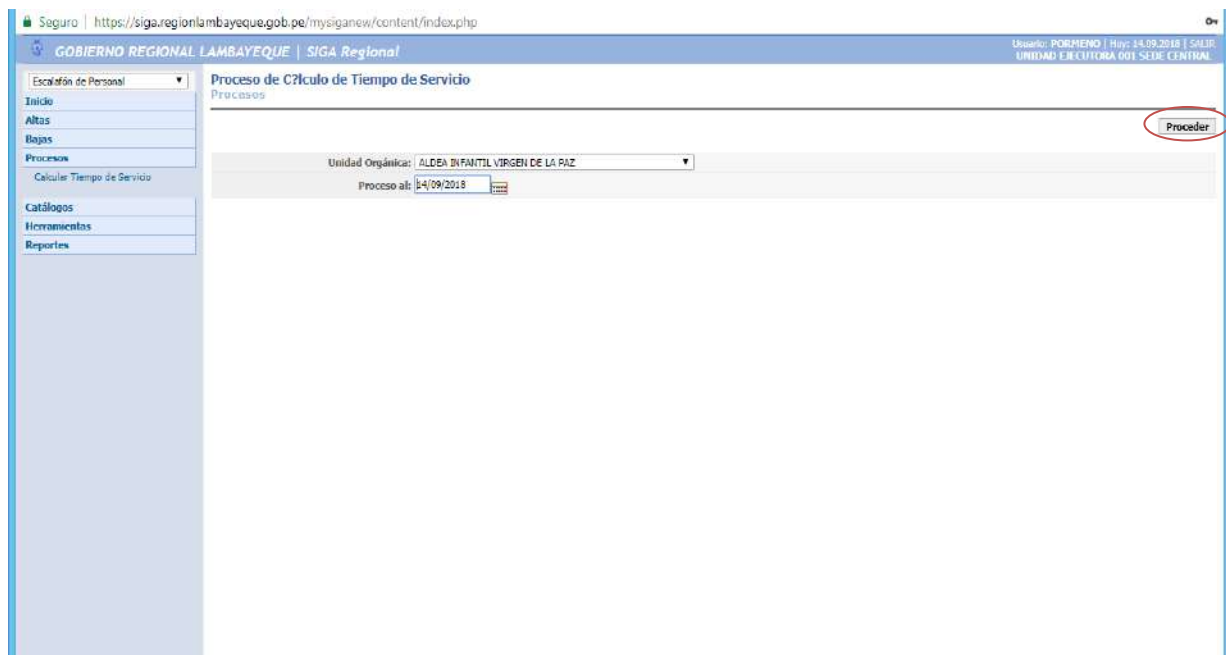 Seguro | https://siga.regionlambayeque.gob.pe/mysiganew/content/index.php
GOBIERNO REGIONAL LAMBAYEQUE | SIGA Regional
Usuario: PORMENO | Hoy: 14.09.2018 | SALIR
UNIDAD EJECUTORA 001 SEDE CENTRAL
Escalafón de Personal
Inicio
Altas
Bajas
Procesos
Calcular Tiempo de Servicio
Catálogos
Herramientas
Reportes
Proceso de C?lculo de Tiempo de Servicio
Procesos
Proceder
Unidad Orgánica: ALDEA INFANTIL VIRGEN DE LA PAZ
Proceso al: 14/09/2018